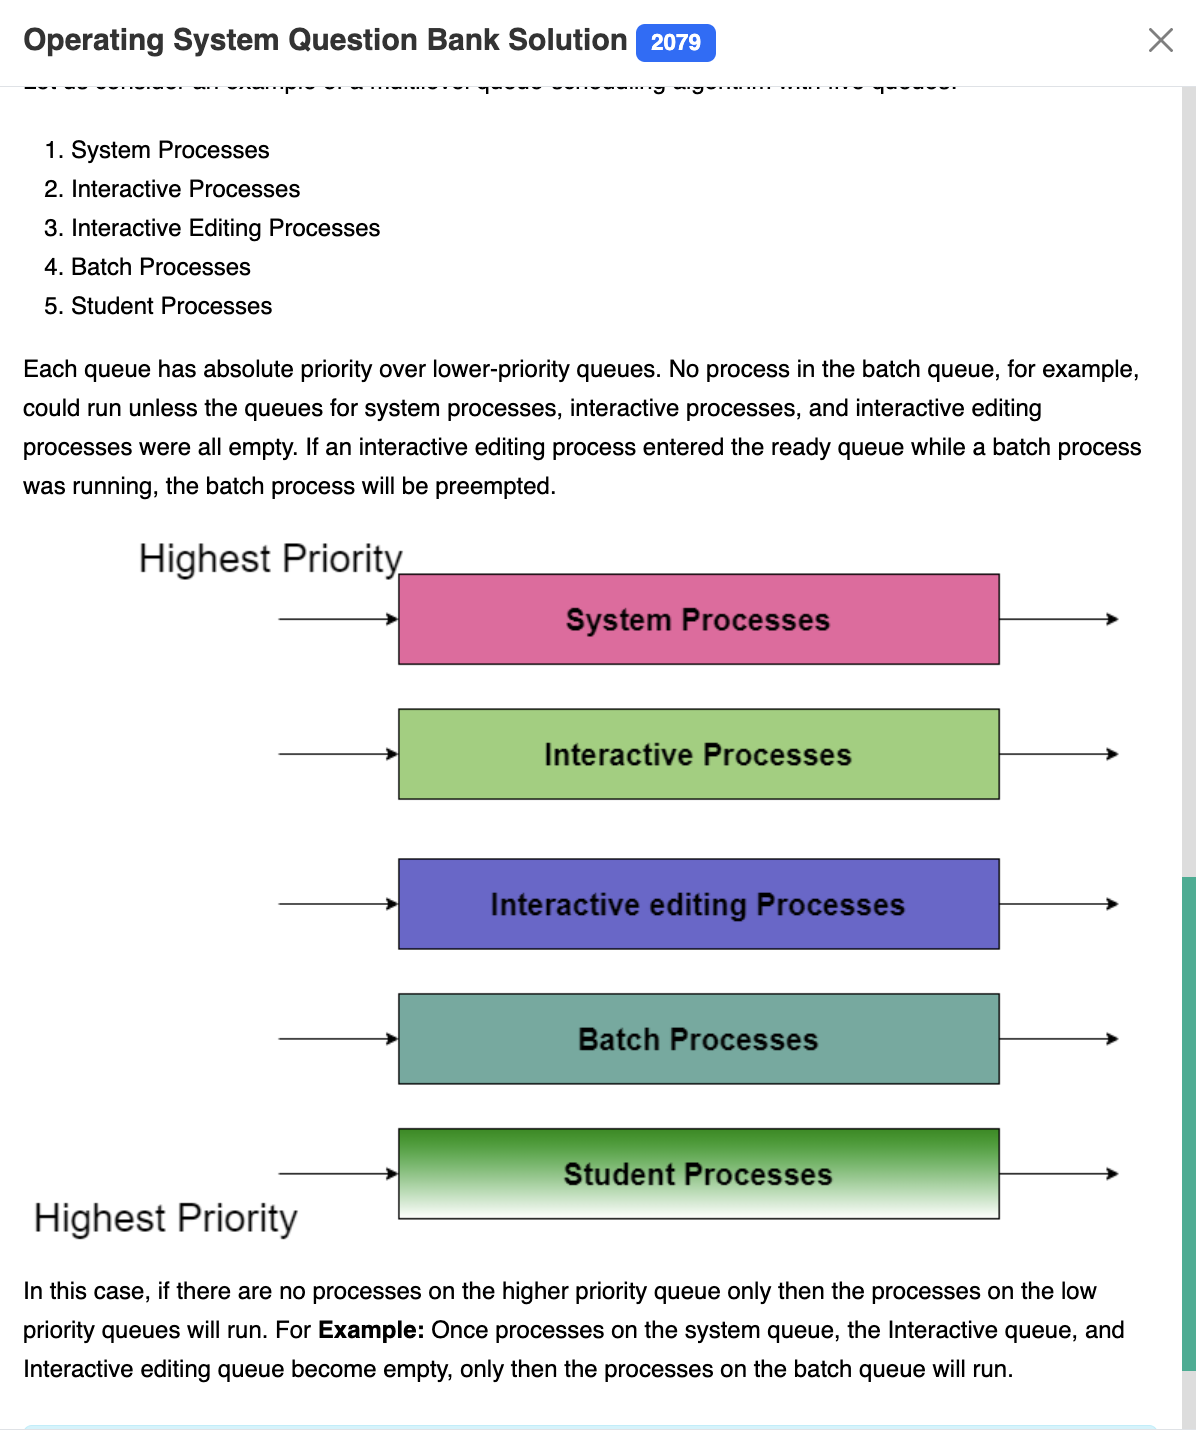 Operating System Question Bank Solution 2079
1. System Processes
2. Interactive Processes
3. Interactive Editing Processes
4. Batch Processes
5. Student Processes
Each queue has absolute priority over lower-priority queues. No process in the batch queue, for example,
could run unless the queues for system processes, interactive processes, and interactive editing
processes were all empty. If an interactive editing process entered the ready queue while a batch process
was running, the batch process will be preempted.
Highest Priority
System Processes
Interactive Processes
Interactive editing Processes
Batch Processes
Student Processes
Highest Priority
In this case, if there are no processes on the higher priority queue only then the processes on the low
priority queues will run. For Example: Once processes on the system queue, the Interactive queue, and
Interactive editing queue become empty, only then the processes on the batch queue will run.